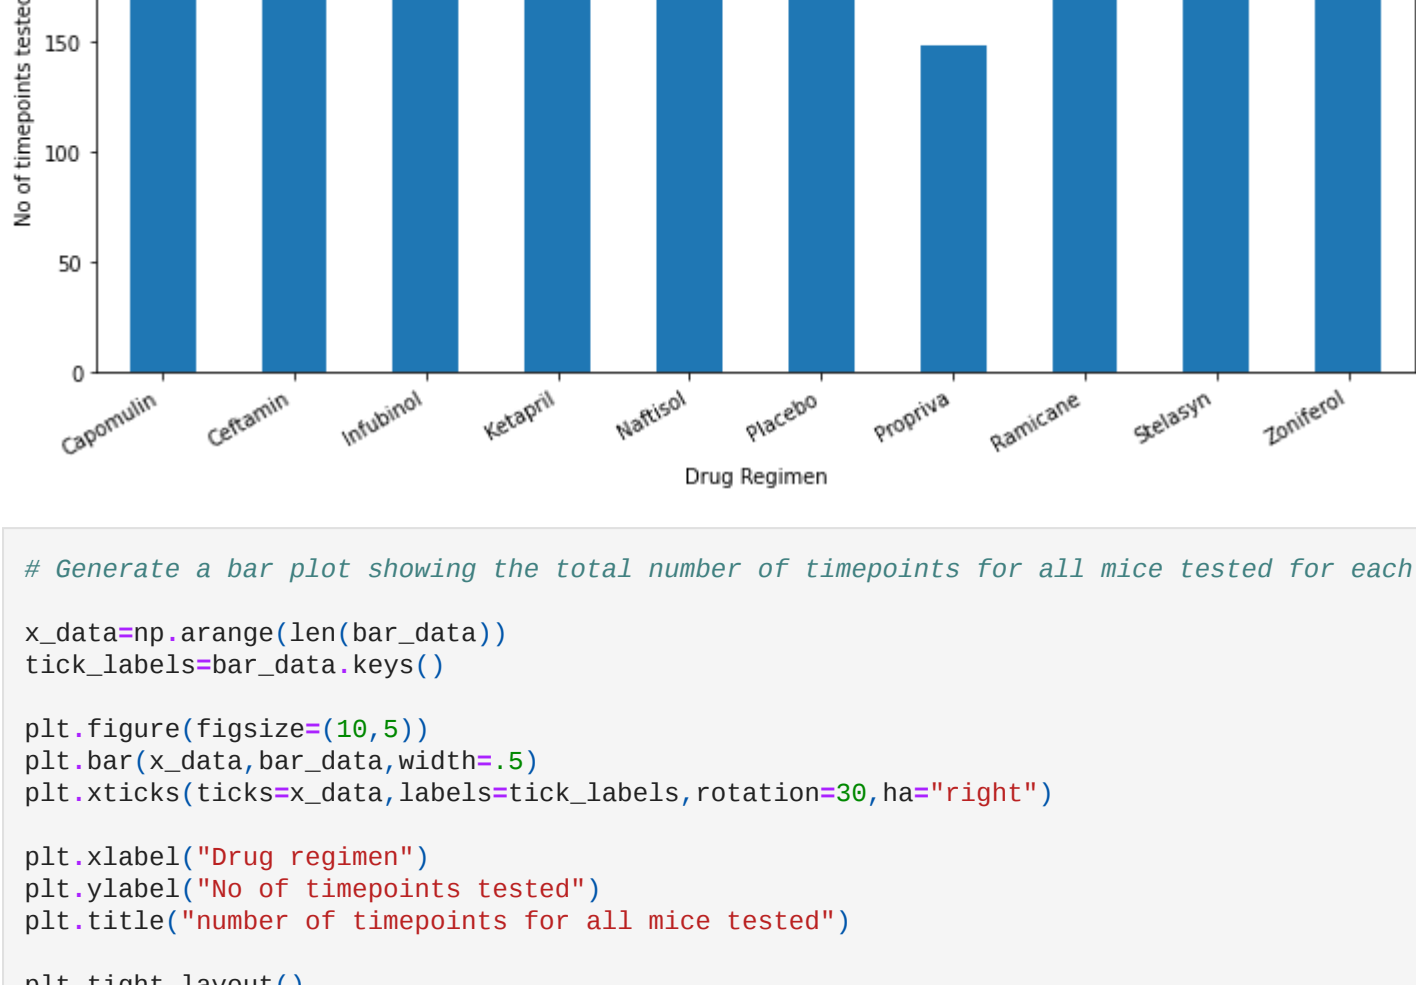 No of timepoints tested
150
100
50
0
Capomulin
Ceftamin
Infubinol
Ketapril
Naftisol
Placebo
Propriva
Ramicane
Stelasyn
Zoniferol
Drug Regimen
# Generate a bar plot showing the total number of timepoints for all mice tested for each
x_data=np.arange(len(bar_data))
tick_labels=bar_data.keys()
plt.figure(figsize=(10,5))
plt.bar(x_data,bar_data,width=.5)
plt.xticks(ticks=x_data,labels=tick_labels,rotation=30,ha="right")
plt.xlabel("Drug regimen")
plt.ylabel("No of timepoints tested")
plt.title("number of timepoints for all mice tested")
plt.tight_layout()